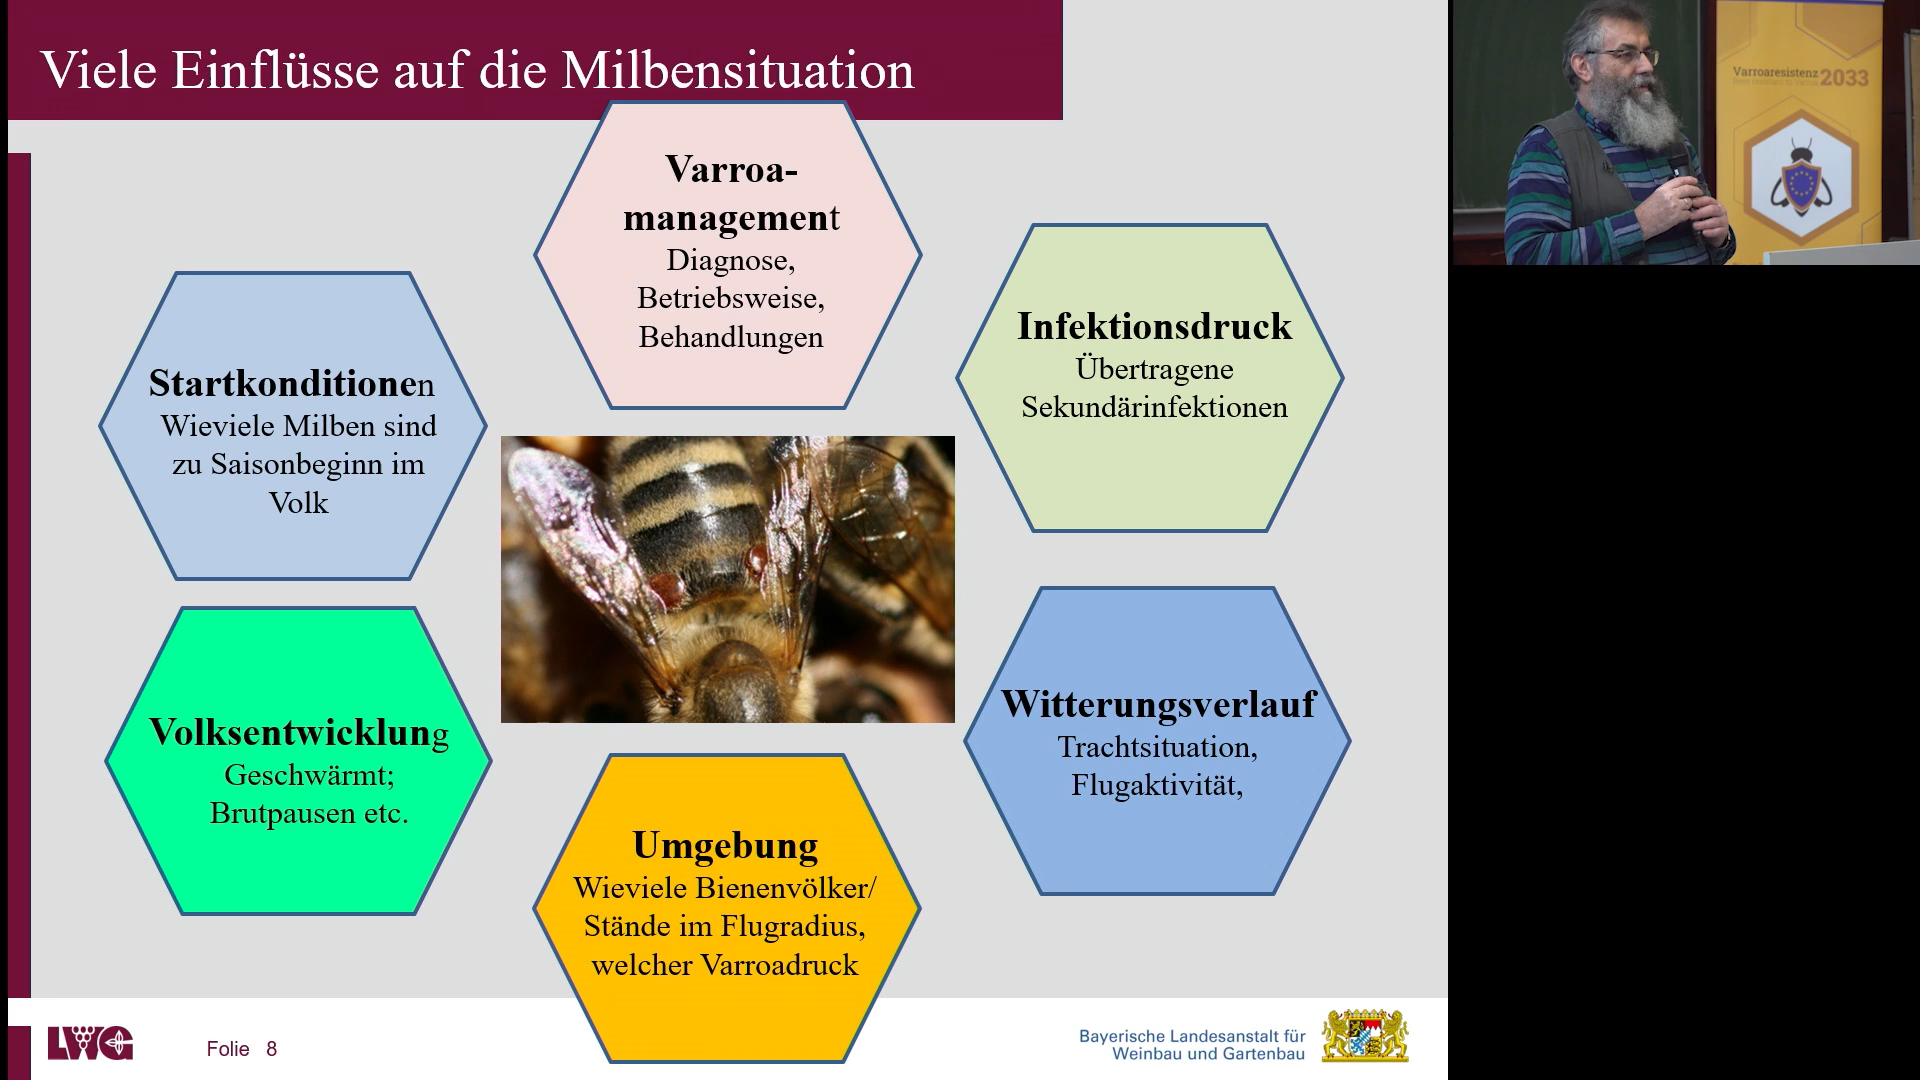 Viele Einflüsse auf die Milbensituation
Varroa-
management
Diagnose,
Betriebsweise,
Behandlungen
Infektionsdruck
Übertragene
Sekundärinfektionen
Startkonditionen
Wieviele Milben sind
zu Saisonbeginn im
Volk
Volksentwicklung
Geschwärmt;
Brutpausen etc.
Witterungsverlauf
Trachtsituation,
Flugaktivität,
Umgebung
Wieviele Bienenvölker/
Stände im Flugradius,
welcher Varroadruck
LWG
Folie 8
Bayerische Landesanstalt für
Weinbau und Gartenbau
Varroaresistenz 2033